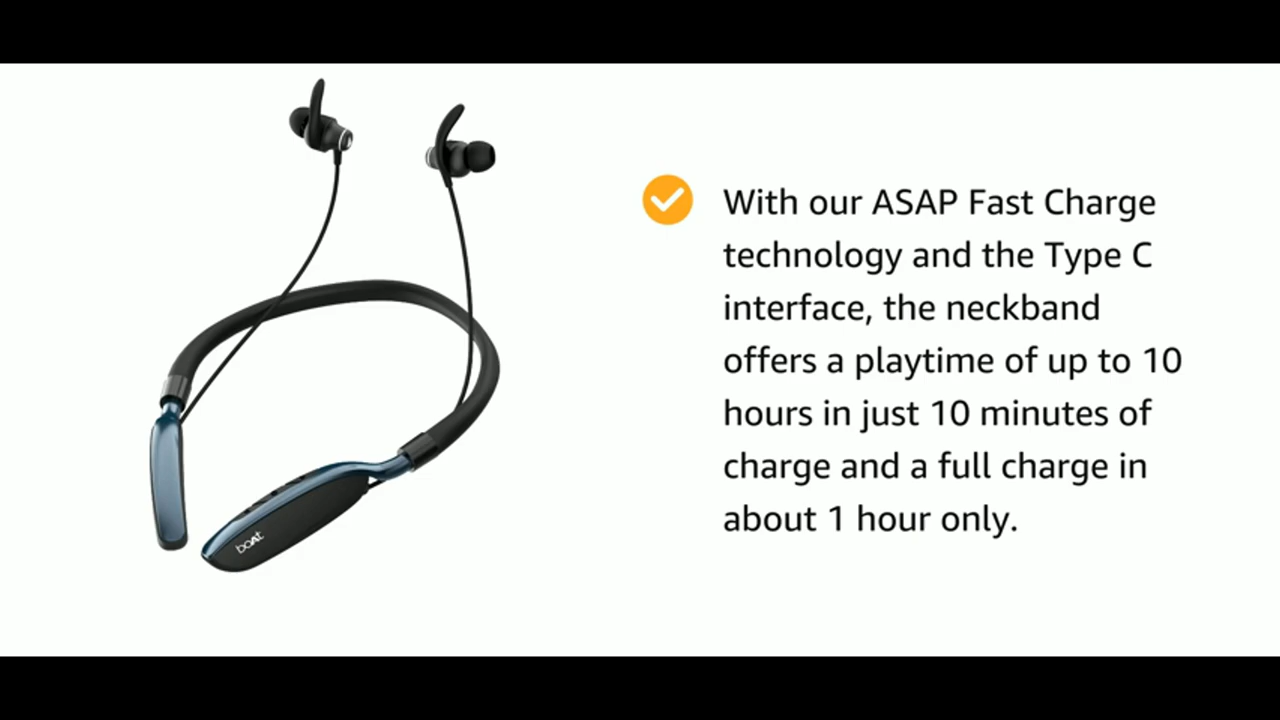 boAt
With our ASAP Fast Charge
technology and the Type C
interface, the neckband
offers a playtime of up to 10
hours in just 10 minutes of
charge and a full charge in
about 1 hour only.